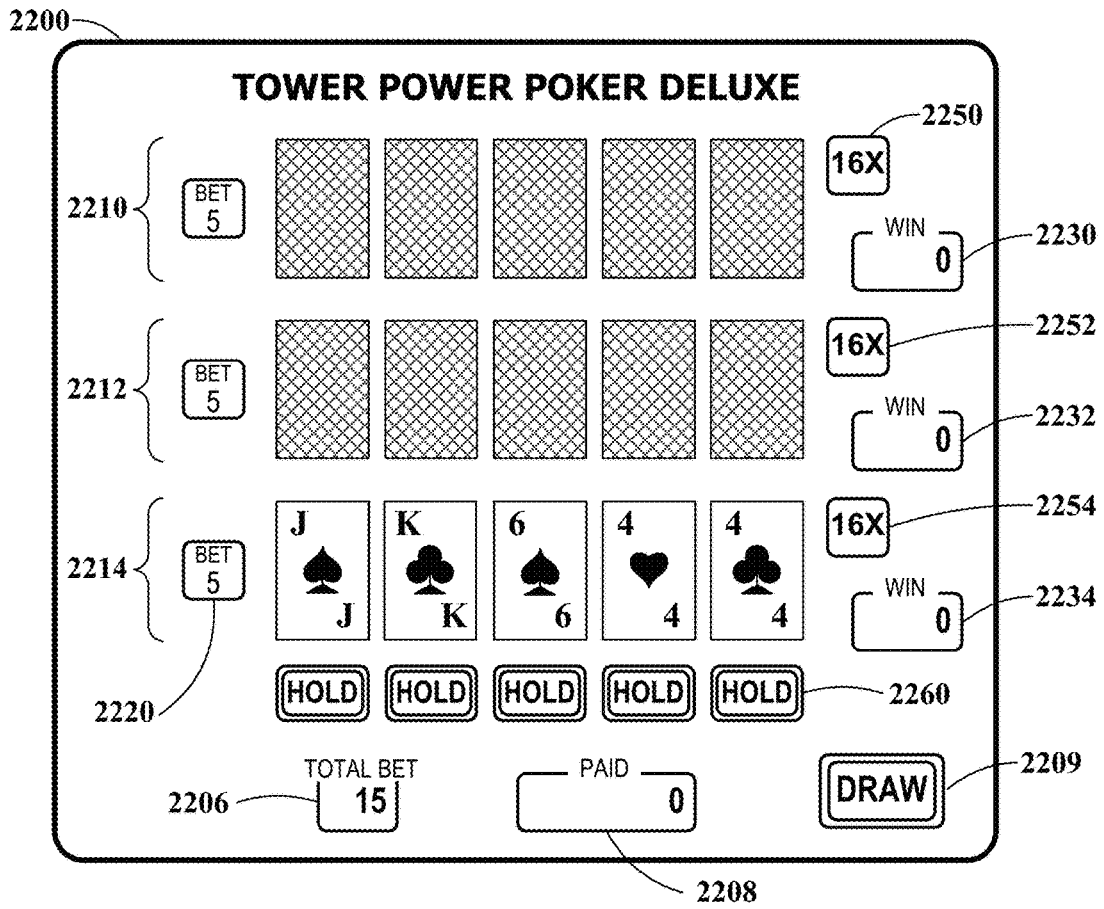 2200
TOWER POWER POKER DELUXE
2250
16X
2210
BET
5
WIN
0
2230
2252
16X
2212
BET
5
WIN
0
2232
2254
16X
J K 6 4 4
2214
BET
5
WIN
0
2234
J K 6 4 4
HOLD HOLD HOLD HOLD HOLD
2260
2220
TOTAL BET
15
2206
PAID
0
DRAW
2209
2208